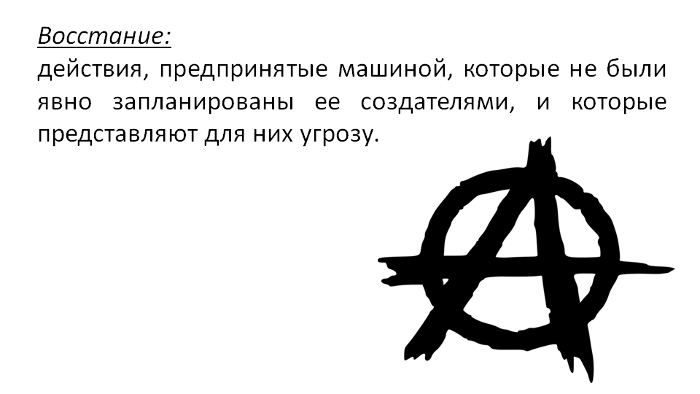 Восстание:
действия, предпринятые машиной, которые не были
явно запланированы ее создателями, и которые
представляют для них угрозу.